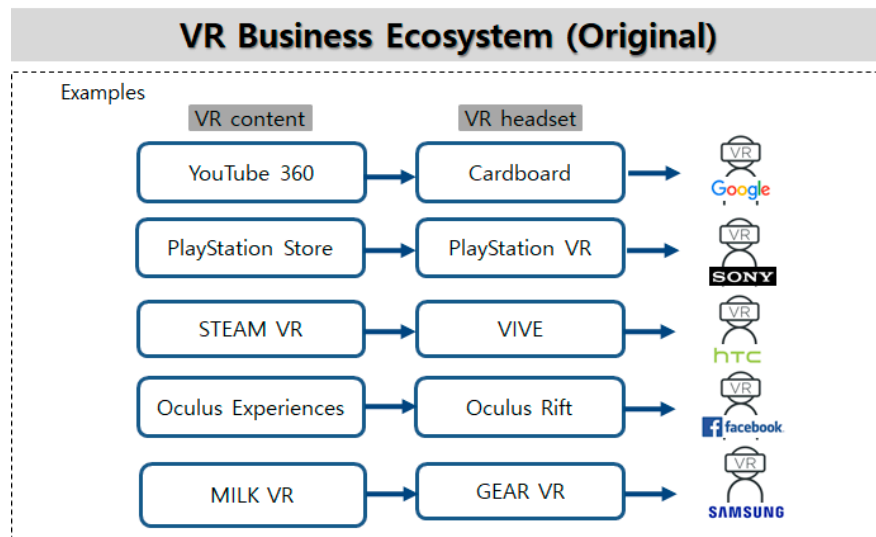 VR Business Ecosystem (Original)
Examples
VR content VR headset
YouTube 360 Cardboard VR Google
PlayStation Store PlayStation VR VR SONY
STEAM VR VIVE VR hTC
Oculus Experiences Oculus Rift VR f facebook
MILK VR GEAR VR VR SAMSUNG